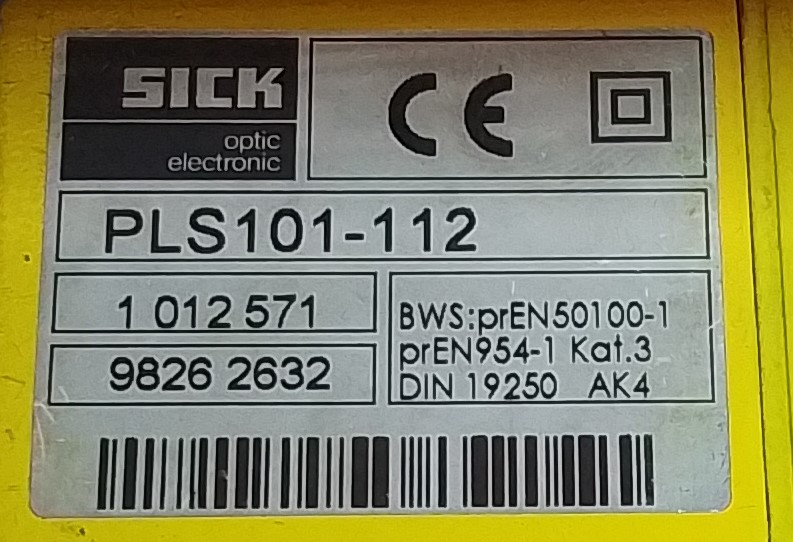 SICK
optic
electronic
CE
PLS101-112
1 012 571
9826 2632
BWS:prEN50100-1
prEN954-1 Kat.3
DIN 19250 AK4